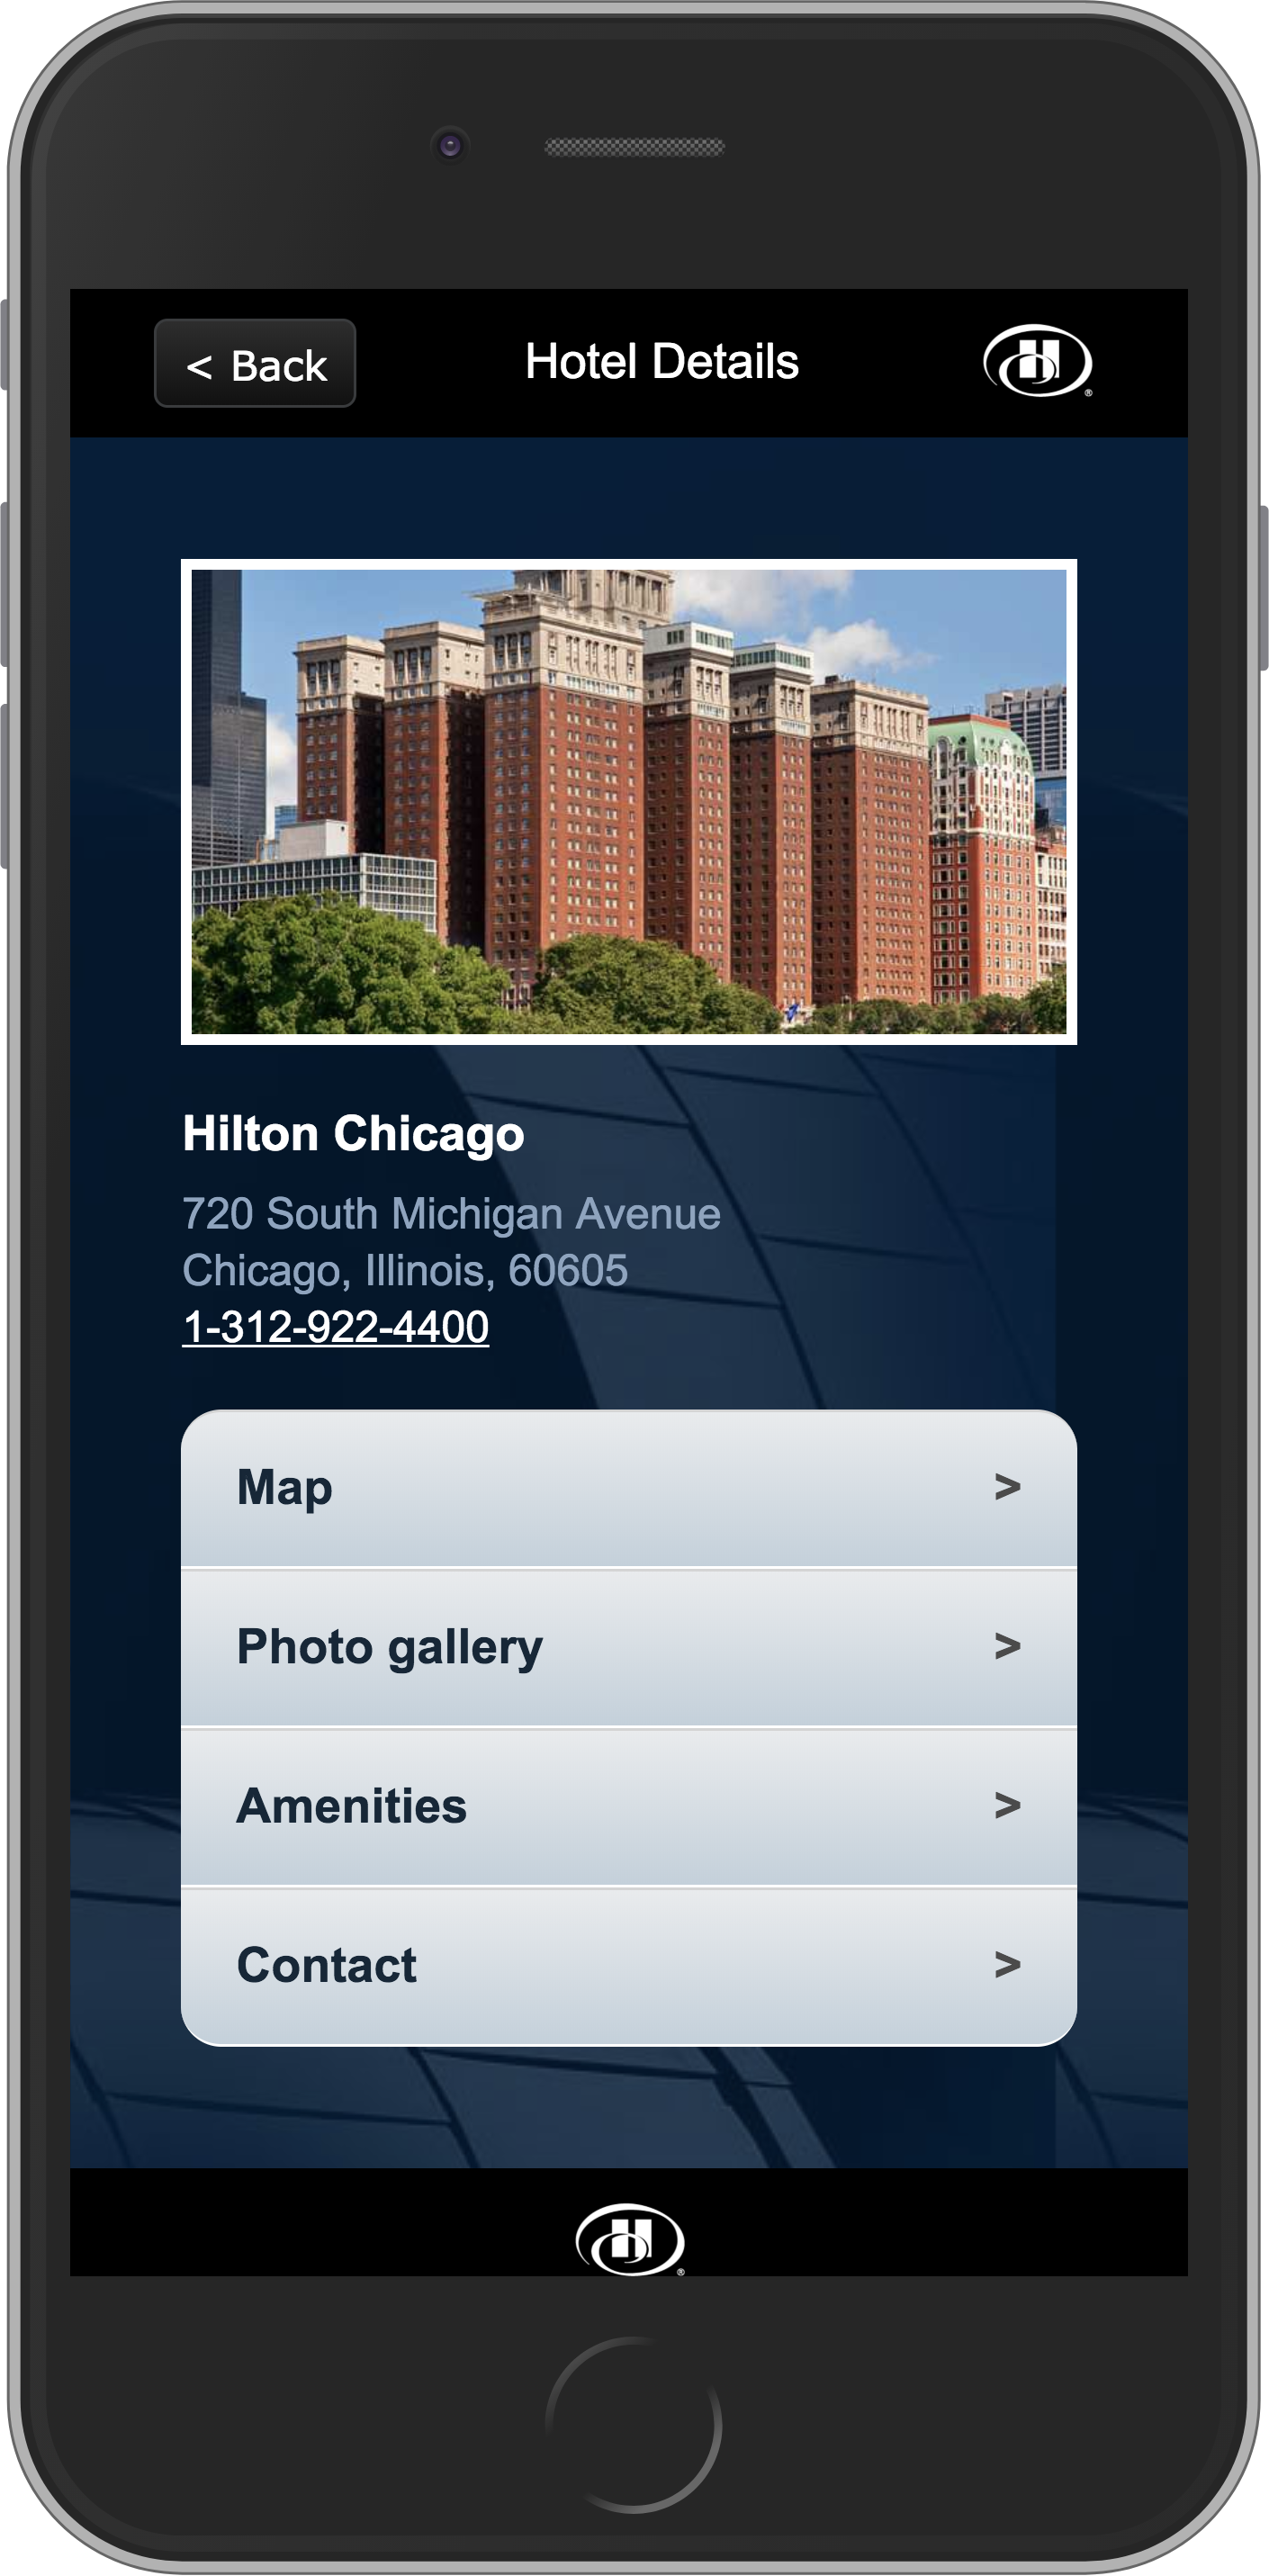 < Back
Hotel Details
Hilton Chicago
720 South Michigan Avenue
Chicago, Illinois, 60605
1-312-922-4400
Map >
Photo gallery >
Amenities >
Contact >